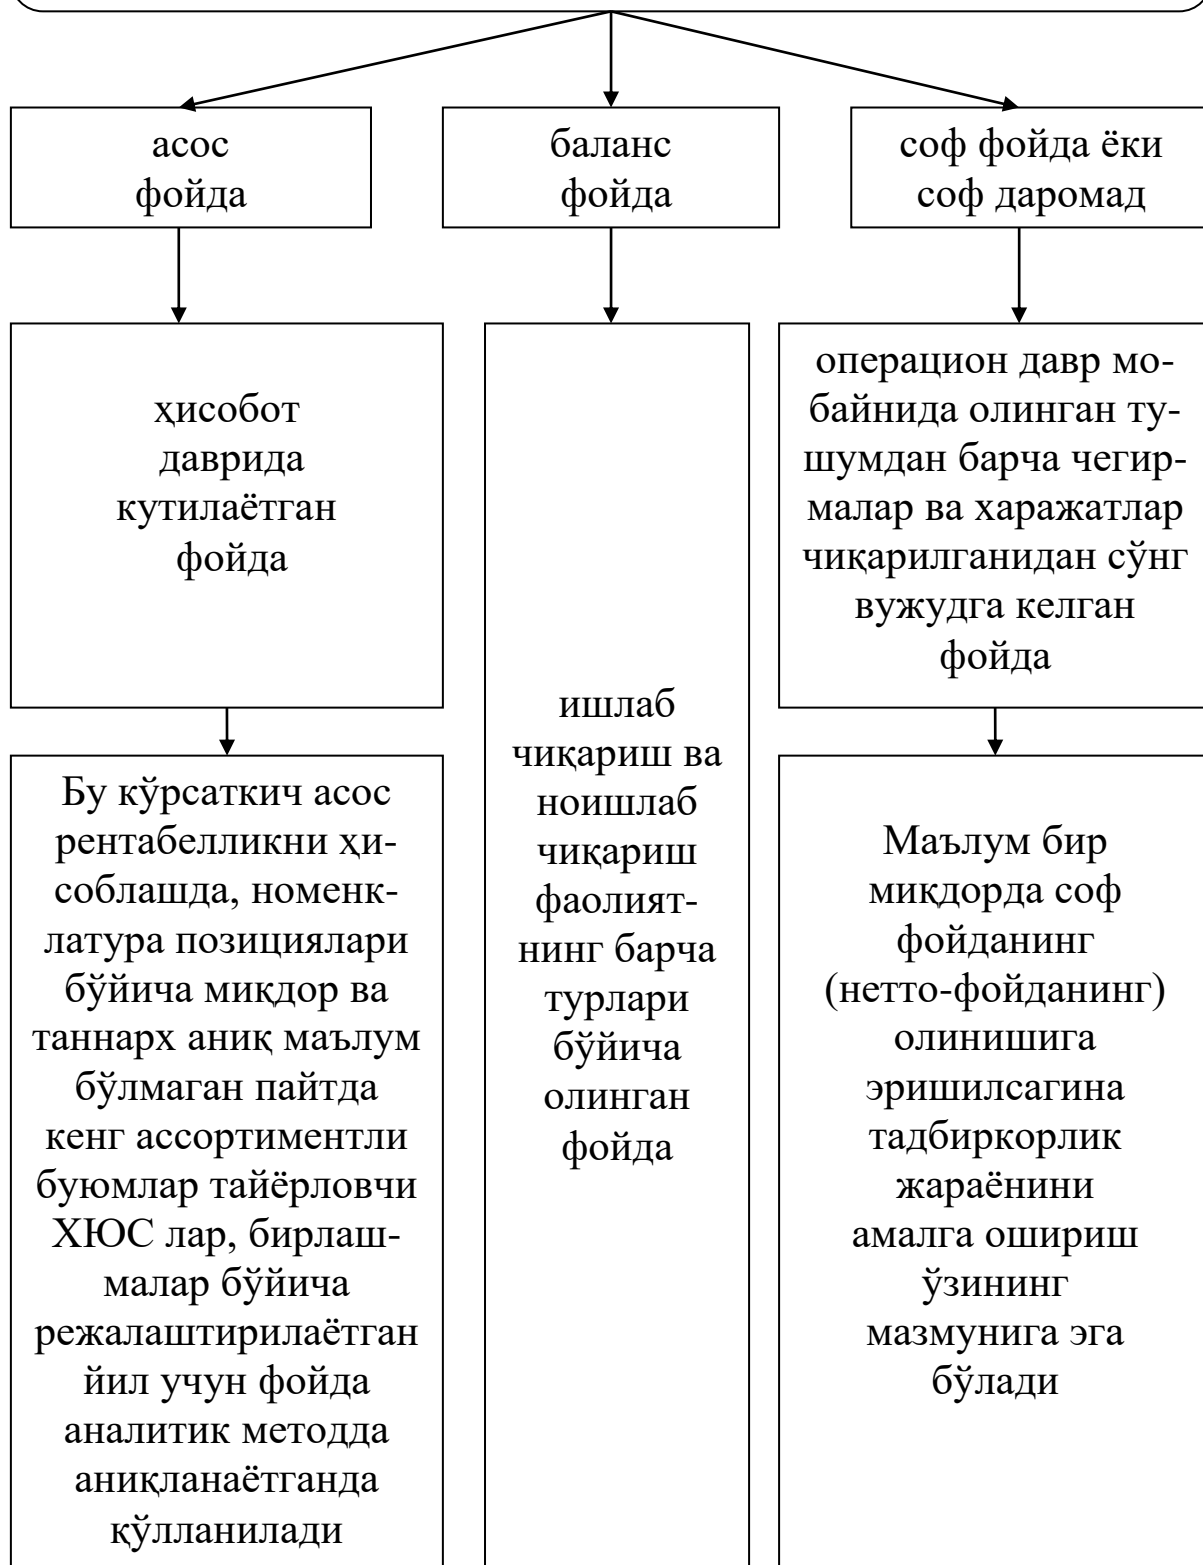 асос
фойда
баланс
фойда
соф фойда ёки
соф даромад
ҳисобот
даврида
кутилаётган
фойда
Бу кўрсаткич асос
рентабелликни ҳи-
соблашда, номенк-
латура позициялари
бўйича миқдор ва
таннарх аниқ маълум
бўлмаган пайтда
кенг ассортиментли
буюмлар тайёрловчи
ХЮС лар, бирлаш-
малар бўйича
режалаштирилаётган
йил учун фойда
аналитик методда
аниқланаётганда
қўлланилади
ишлаб
чиқариш ва
ноишлаб
чиқариш
фаолият-
нинг барча
турлари
бўйича
олинган
фойда
операцион давр мо-
байнида олинган ту-
шумдан барча чегир-
малар ва харажатлар
чиқарилганидан сўнг
вужудга келган
фойда
Маълум бир
миқдорда соф
фойданинг
(нетто-фойданинг)
олинишига
эришилсагина
тадбиркорлик
жараёнини
амалга ошириш
ўзининг
мазмунига эга
бўлади